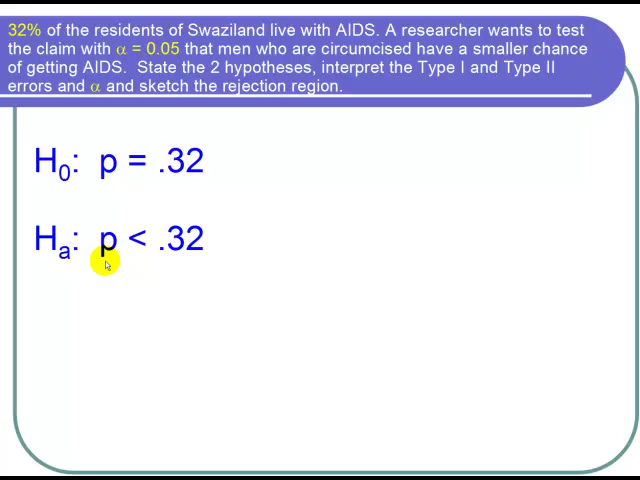 32% of the residents of Swaziland live with AIDS. A researcher wants to test
the claim with α = 0.05 that men who are circumcised have a smaller chance
of getting AIDS.  State the 2 hypotheses, interpret the Type I and Type II
errors and α and sketch the rejection region.
H₀:  p = .32
Hₐ:  p < .32